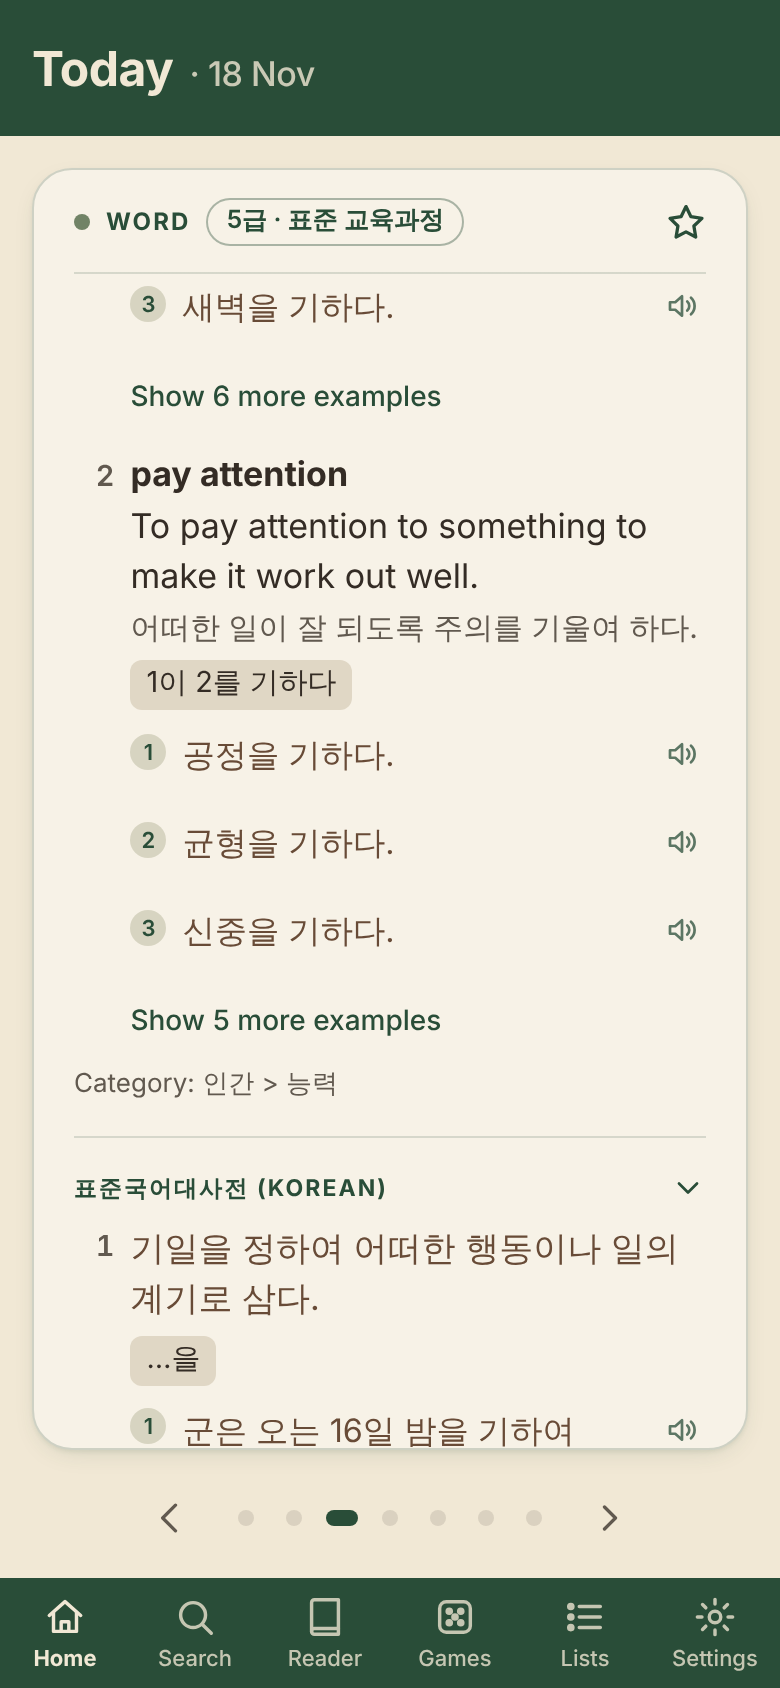 Today · 18 Nov
WORD 5급 · 표준 교육과정
3 새벽을 기하다.
Show 6 more examples
2 pay attention
To pay attention to something to
make it work out well.
어떠한 일이 잘 되도록 주의를 기울여 하다.
1이 2를 기하다
1 공정을 기하다.
2 균형을 기하다.
3 신중을 기하다.
Show 5 more examples
Category: 인간 > 능력
표준국어대사전 (KOREAN)
1 기일을 정하여 어떠한 행동이나 일의
계기로 삼다.
...을
1 군은 오는 16일 밤을 기하여
Home Search Reader Games Lists Settings